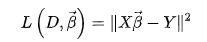 L(D, β⃗) = ||Xβ⃗ − Y||²